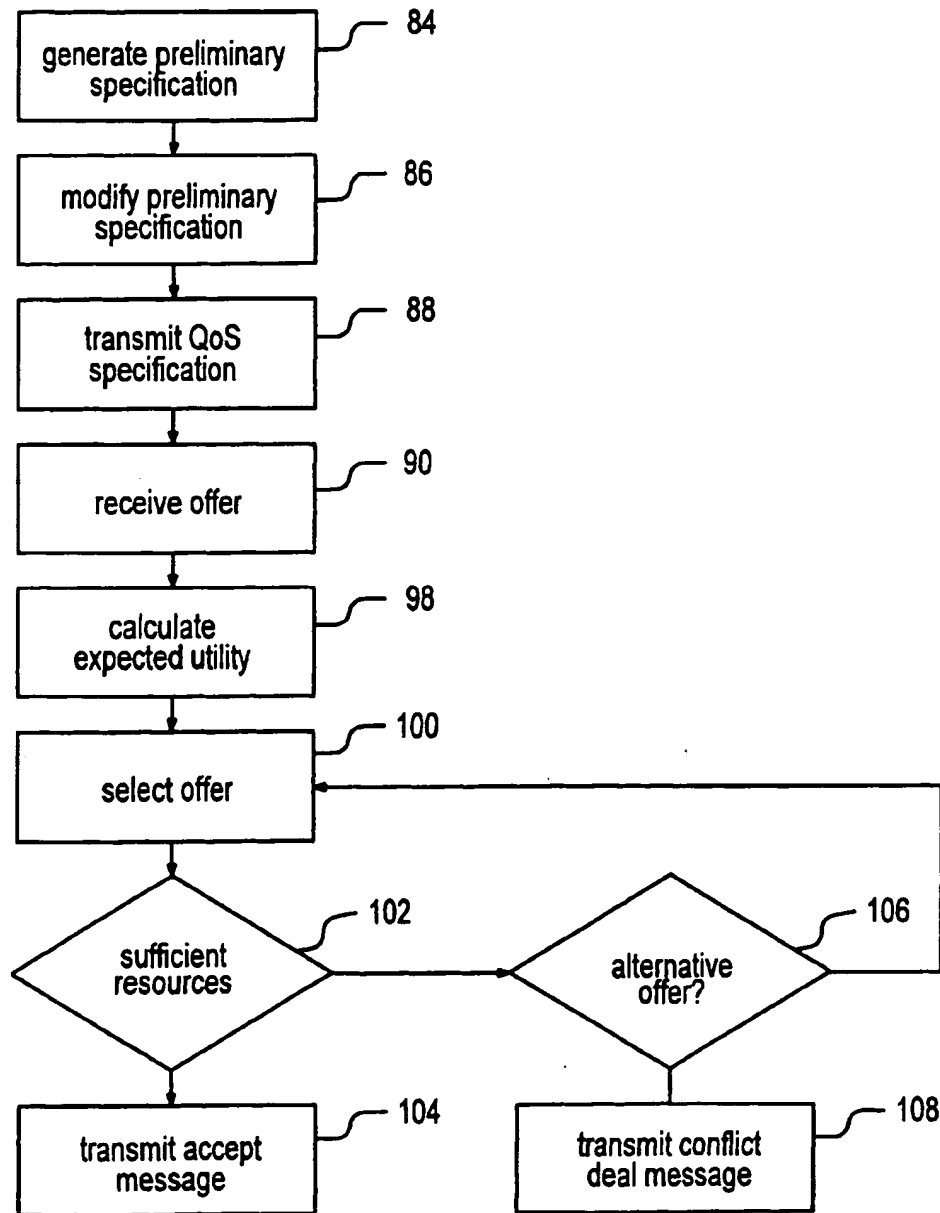 84
generate preliminary
specification
86
modify preliminary
specification
88
transmit QoS
specification
90
receive offer
98
calculate
expected utility
100
select offer
102
sufficient
resources
106
alternative
offer?
104
transmit accept
message
108
transmit conflict
deal message